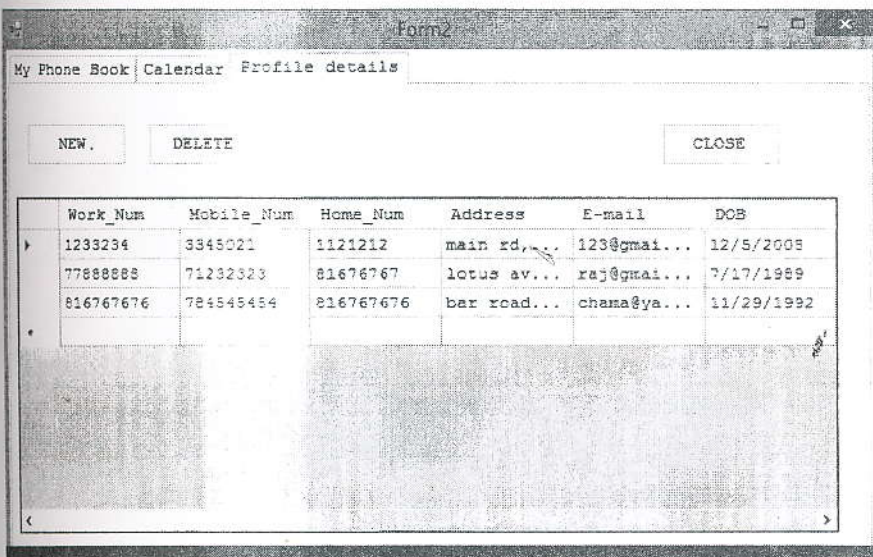 Form2
My Phone Book Calendar Profile details
NEW. DELETE CLOSE
Work_Num Mobile_Num Home_Num Address E-mail DOB
1233234 3345021 1121212 main rd,... 123@gmai... 12/5/2005
77888888 71232323 81676767 lotus av... raj@gmai... 7/17/1989
816767676 784545454 816767676 bar road... chama@ya... 11/29/1992